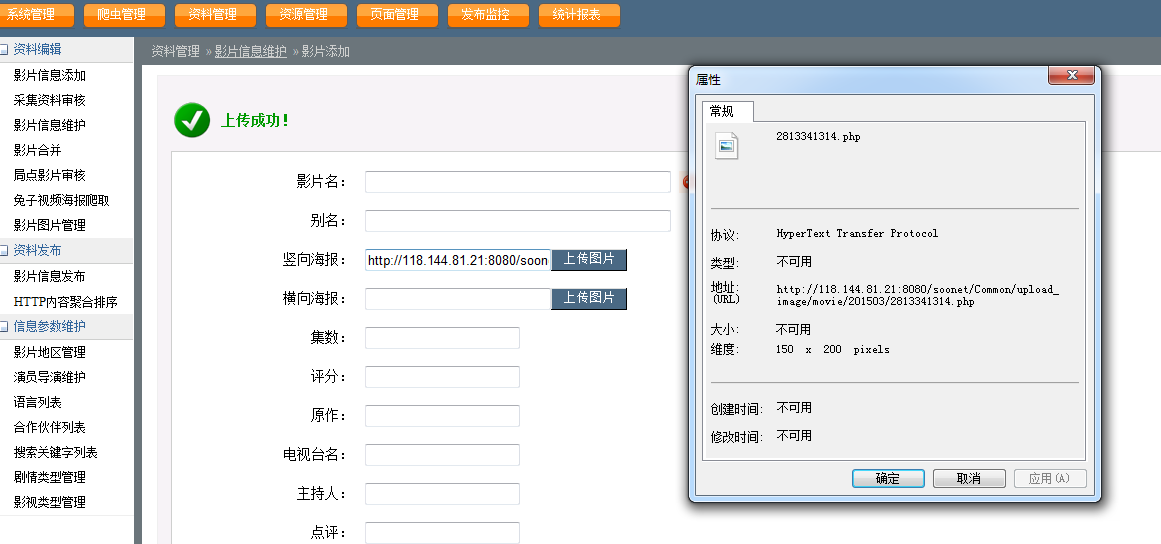 系统管理 爬虫管理 资料管理 资源管理 页面管理 发布监控 统计报表
资料编辑
影片信息添加
采集资料审核
影片信息维护
影片合并
局点影片审核
兔子视频海报爬取
影片图片管理
资料发布
影片信息发布
HTTP内容聚合排序
信息参数维护
影片地区管理
演员导演维护
语言列表
合作伙伴列表
搜索关键字列表
剧情类型管理
影视类型管理
资料管理 » 影片信息维护 » 影片添加
上传成功!
影片名:
别名:
竖向海报: http://118.144.81.21:8080/soon 上传图片
横向海报: 上传图片
集数:
评分:
原作:
电视台名:
主持人:
点评:
属性
常规
2813341314.php
协议: HyperText Transfer Protocol
类型: 不可用
地址: http://118.144.81.21:8080/soonet/Common/upload_
(URL) image/movie/201503/2813341314.php
大小: 不可用
维度: 150 x 200 pixels
创建时间: 不可用
修改时间: 不可用
确定 取消 应用(A)